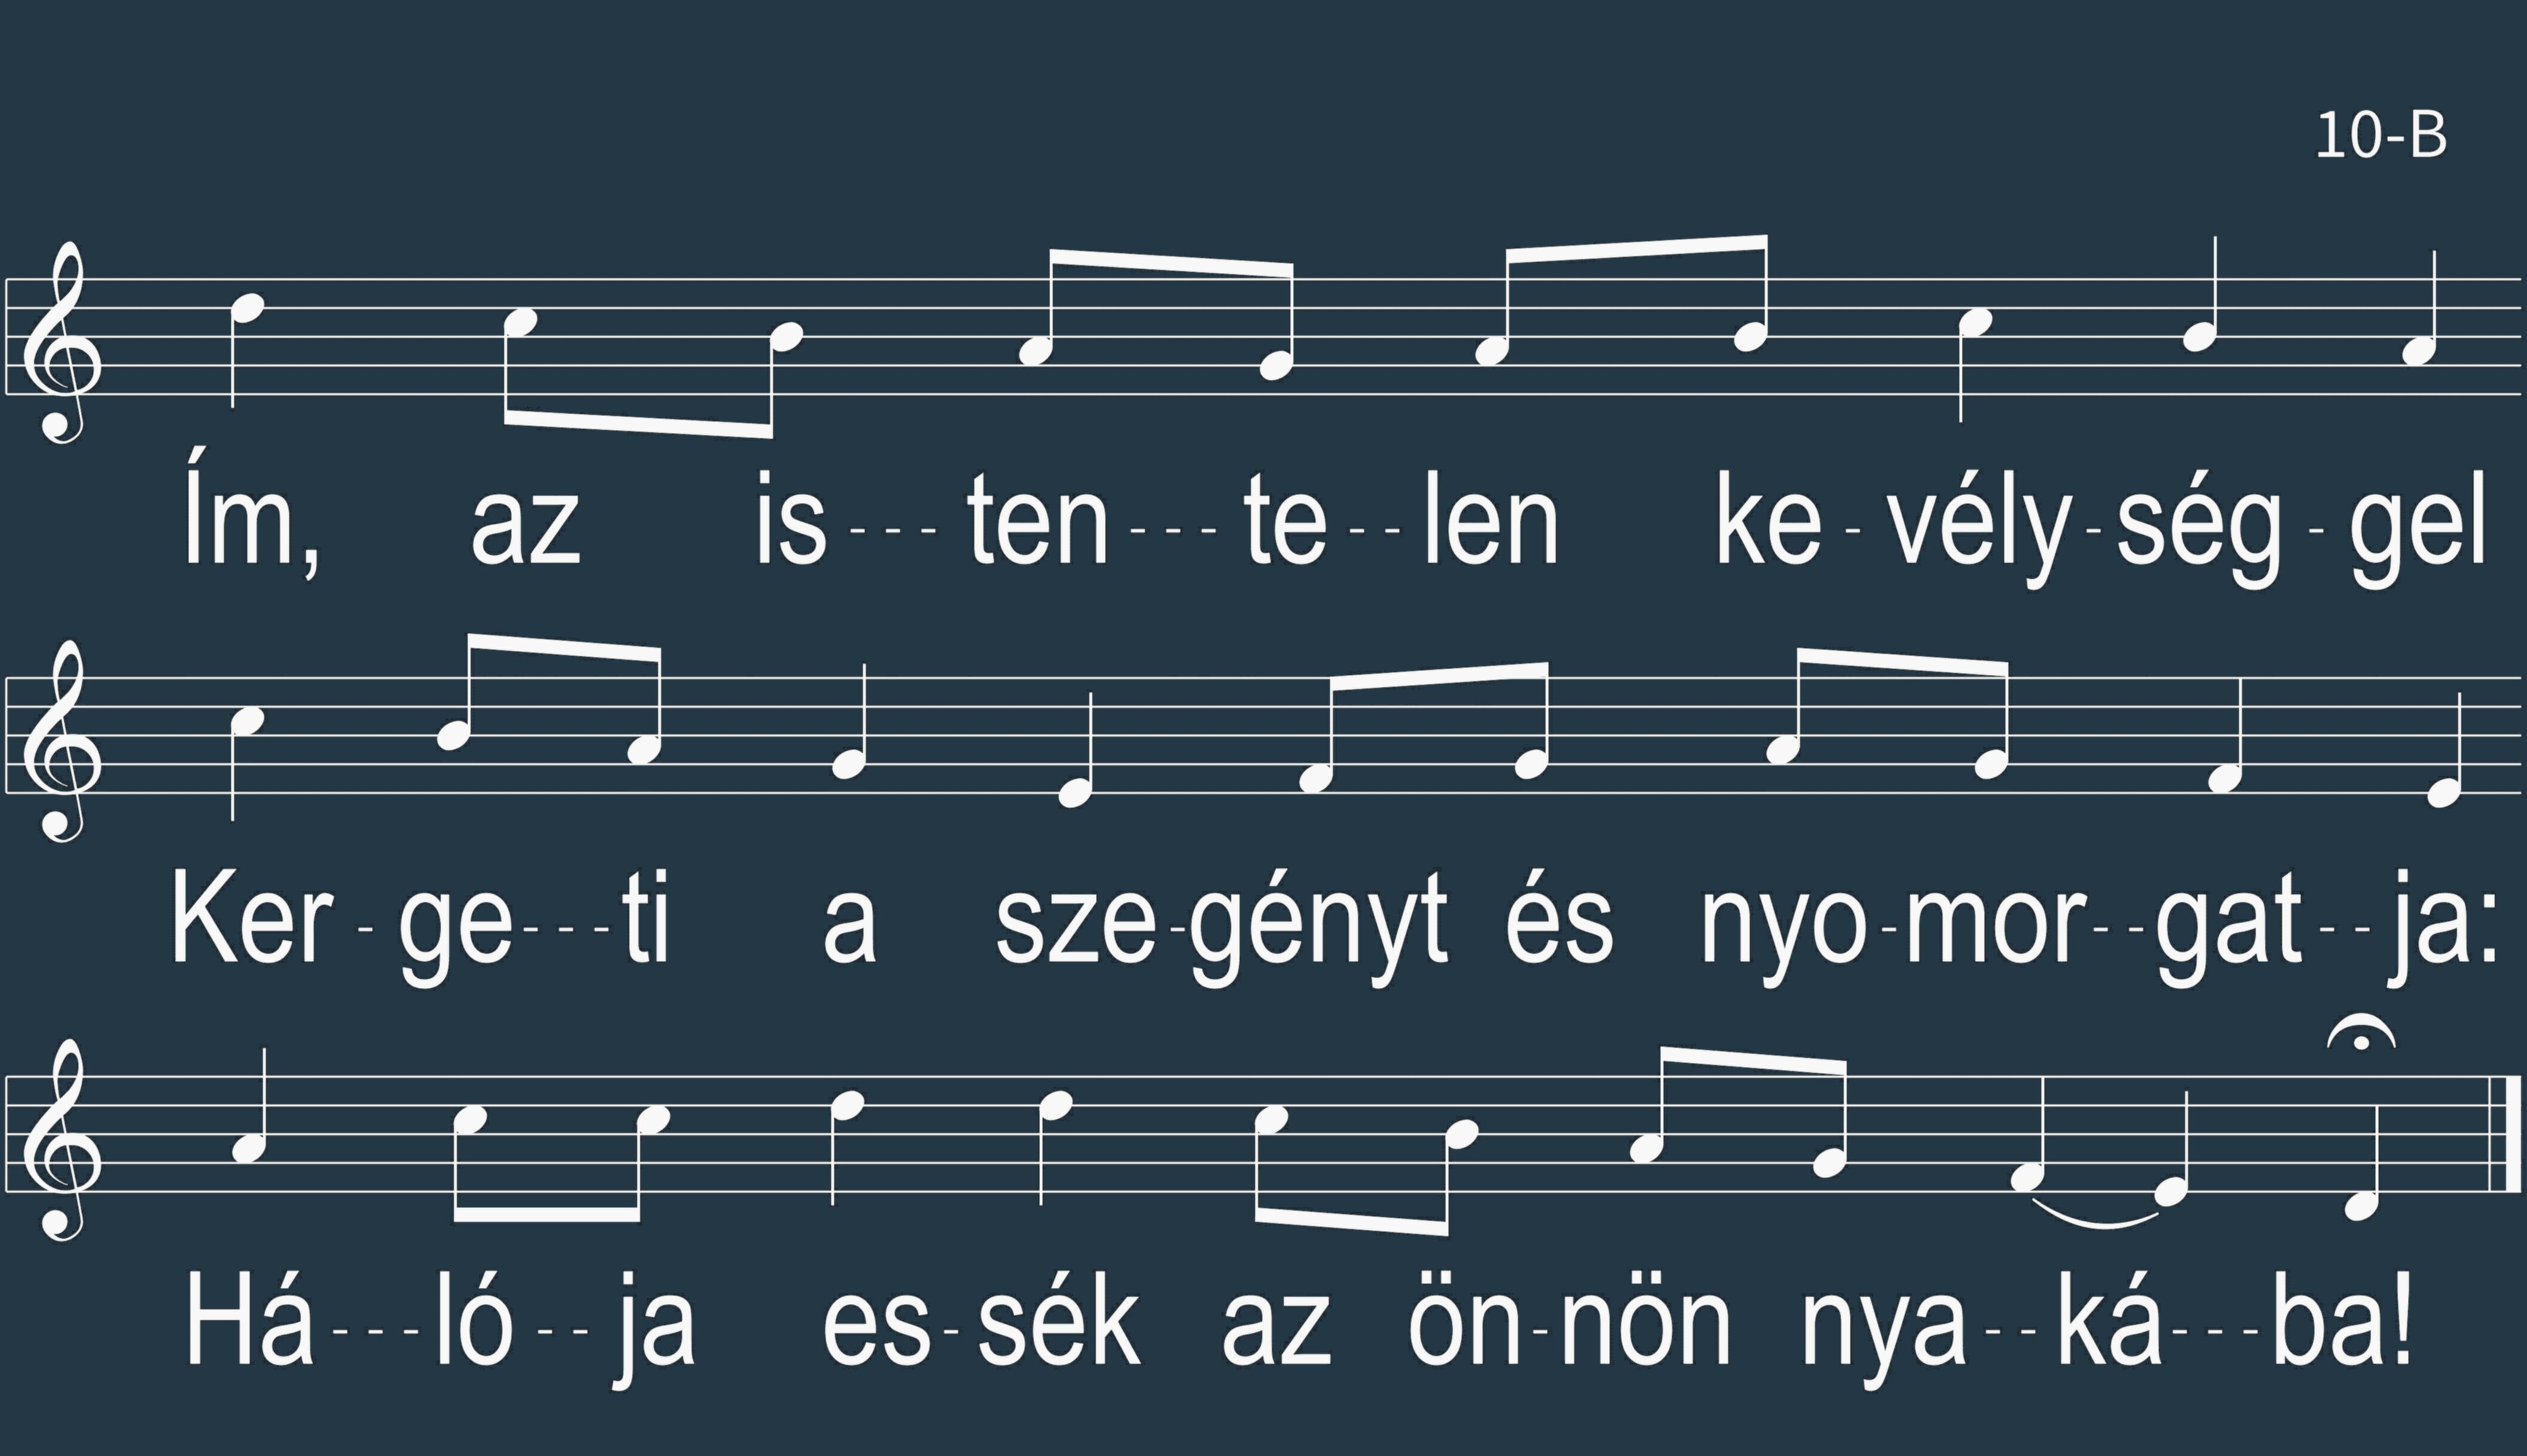 10-B
Ím, az is---ten---te--len ke-vély-ség-gel
Ker-ge---ti a sze-gényt és nyo-mor--gat--ja:
Há---ló--ja es-sék az ön-nön nya--ká---ba!